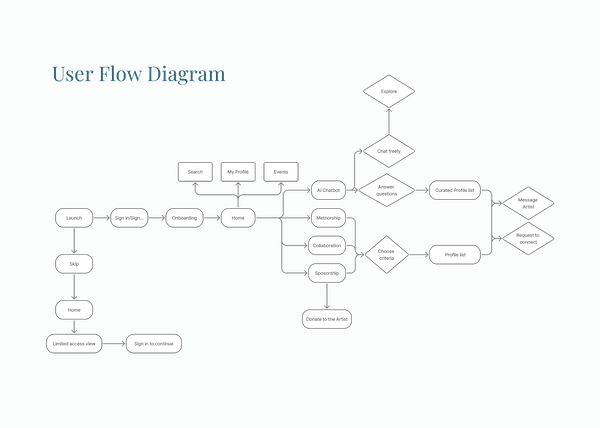 User Flow Diagram
Explore
Chat freely
Search
My Profile
Events
AI Chatbot
Answer
questions
Curated Profile list
Message
Artist
Launch
Sign in/Sign...
Onboarding
Home
Metnorship
Request to
connect
Collaboration
Choose
criteria
Profile list
Skip
Sposorship
Home
Donate to the Artist
Limited access view
Sign in to continue